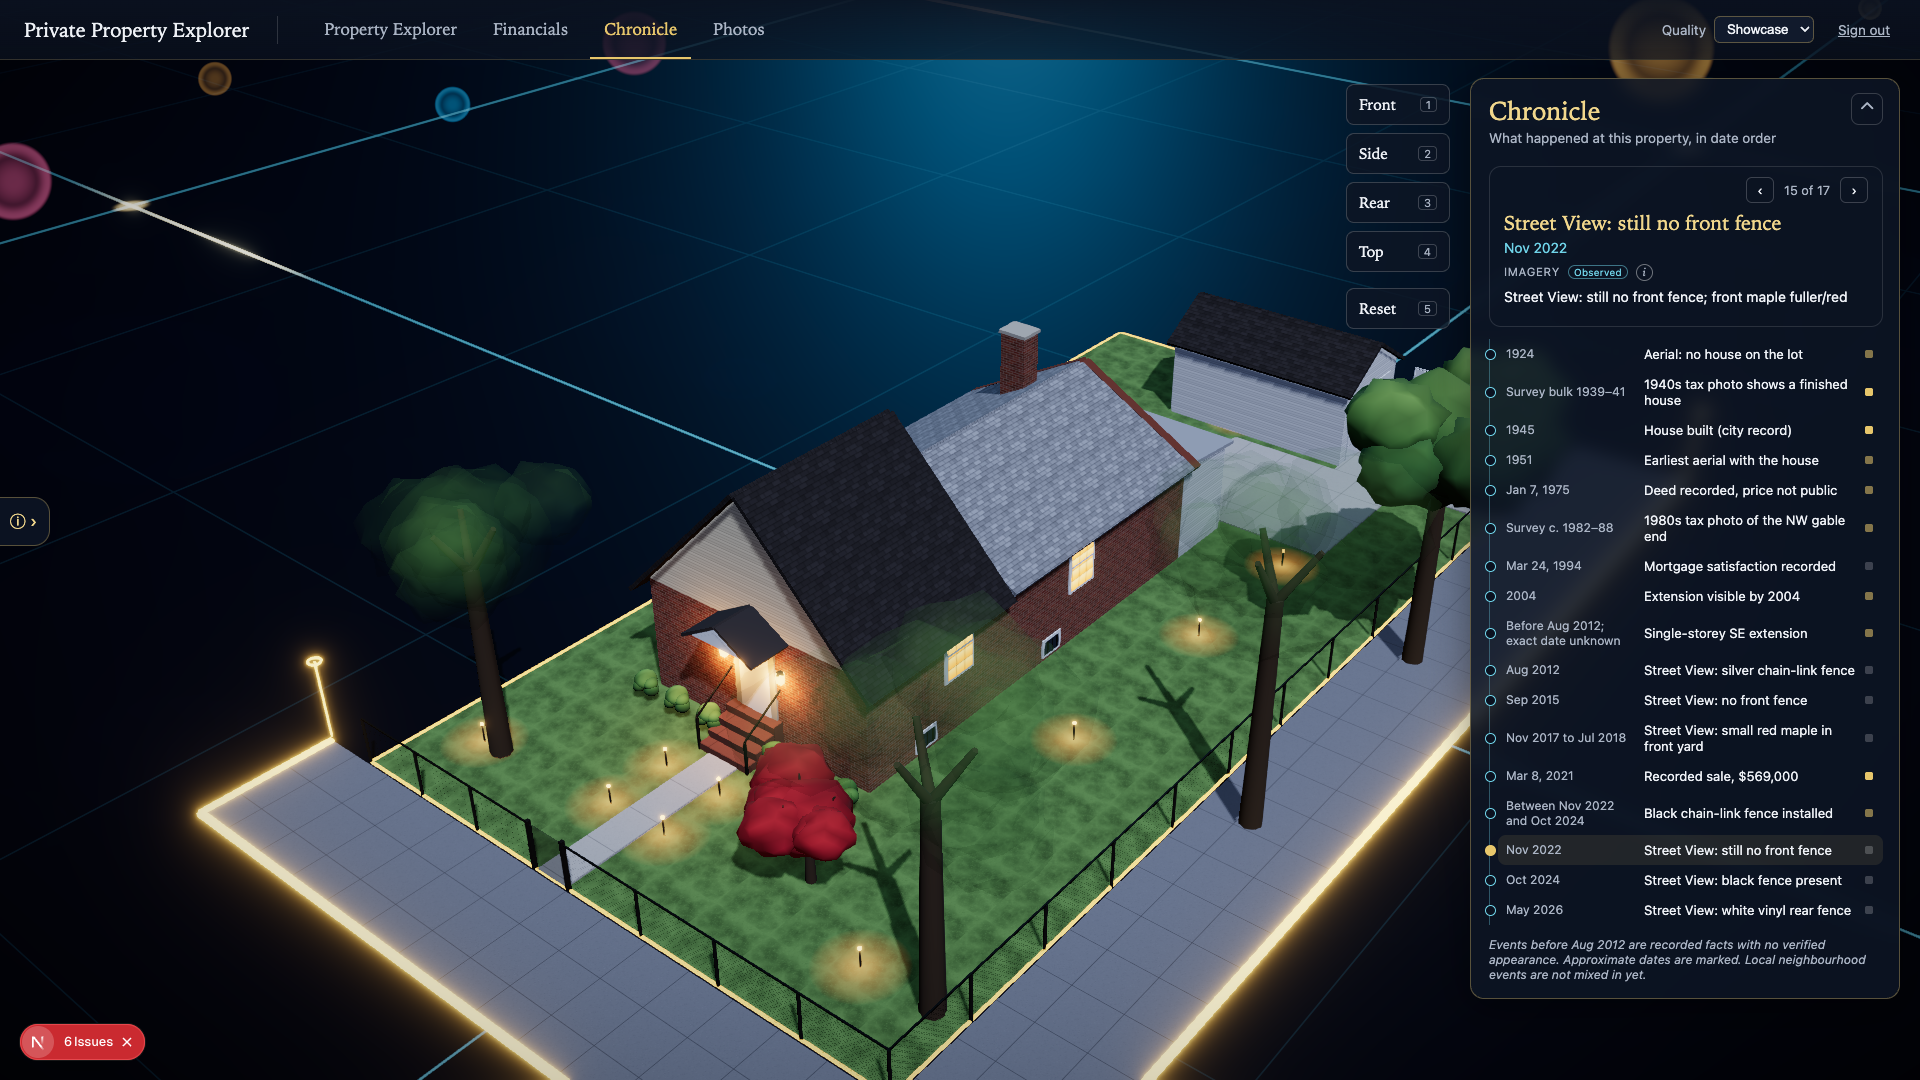 Private Property Explorer
Property Explorer
Financials
Chronicle
Photos
Quality
Showcase
Sign out
Front 1
Side 2
Rear 3
Top 4
Reset 5
Chronicle
What happened at this property, in date order
‹ 15 of 17 ›
Street View: still no front fence
Nov 2022
IMAGERY Observed i
Street View: still no front fence; front maple fuller/red
1924 Aerial: no house on the lot
Survey bulk 1939–41 1940s tax photo shows a finished
house
1945 House built (city record)
1951 Earliest aerial with the house
Jan 7, 1975 Deed recorded, price not public
Survey c. 1982–88 1980s tax photo of the NW gable
end
Mar 24, 1994 Mortgage satisfaction recorded
2004 Extension visible by 2004
Before Aug 2012;
exact date unknown Single-storey SE extension
Aug 2012 Street View: silver chain-link fence
Sep 2015 Street View: no front fence
Nov 2017 to Jul 2018 Street View: small red maple in
front yard
Mar 8, 2021 Recorded sale, $569,000
Between Nov 2022
and Oct 2024 Black chain-link fence installed
Nov 2022 Street View: still no front fence
Oct 2024 Street View: black fence present
May 2026 Street View: white vinyl rear fence
Events before Aug 2012 are recorded facts with no verified
appearance. Approximate dates are marked. Local neighbourhood
events are not mixed in yet.
i ›
N 6 Issues ×